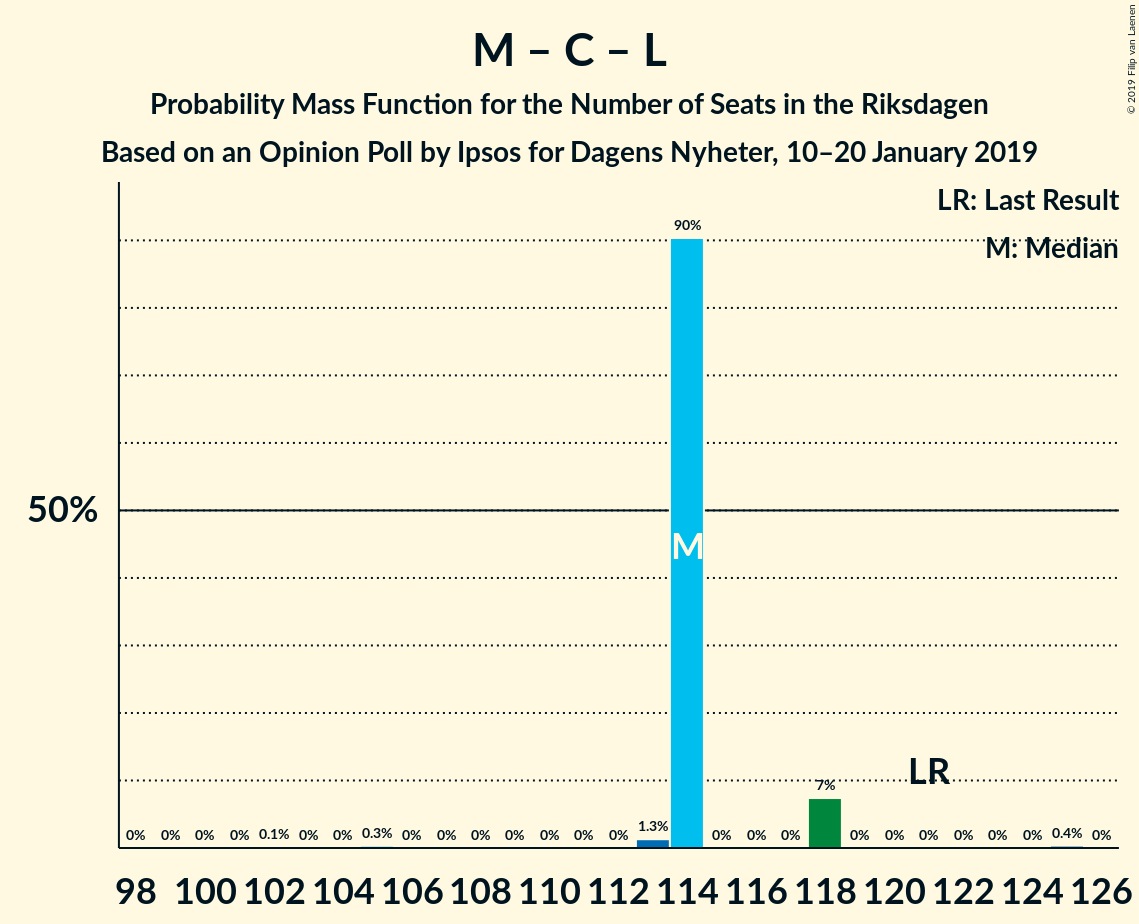 M – C – L
Probability Mass Function for the Number of Seats in the Riksdagen
Based on an Opinion Poll by Ipsos for Dagens Nyheter, 10–20 January 2019
© 2019 Filip van Laenen
LR: Last Result
M: Median
90%
50%
M
LR
7%
0% 0% 0% 0% 0.1% 0% 0% 0.3% 0% 0% 0% 0% 0% 0% 0% 1.3% 0% 0% 0% 0% 0% 0% 0% 0% 0% 0.4% 0%
98 100 102 104 106 108 110 112 114 116 118 120 122 124 126